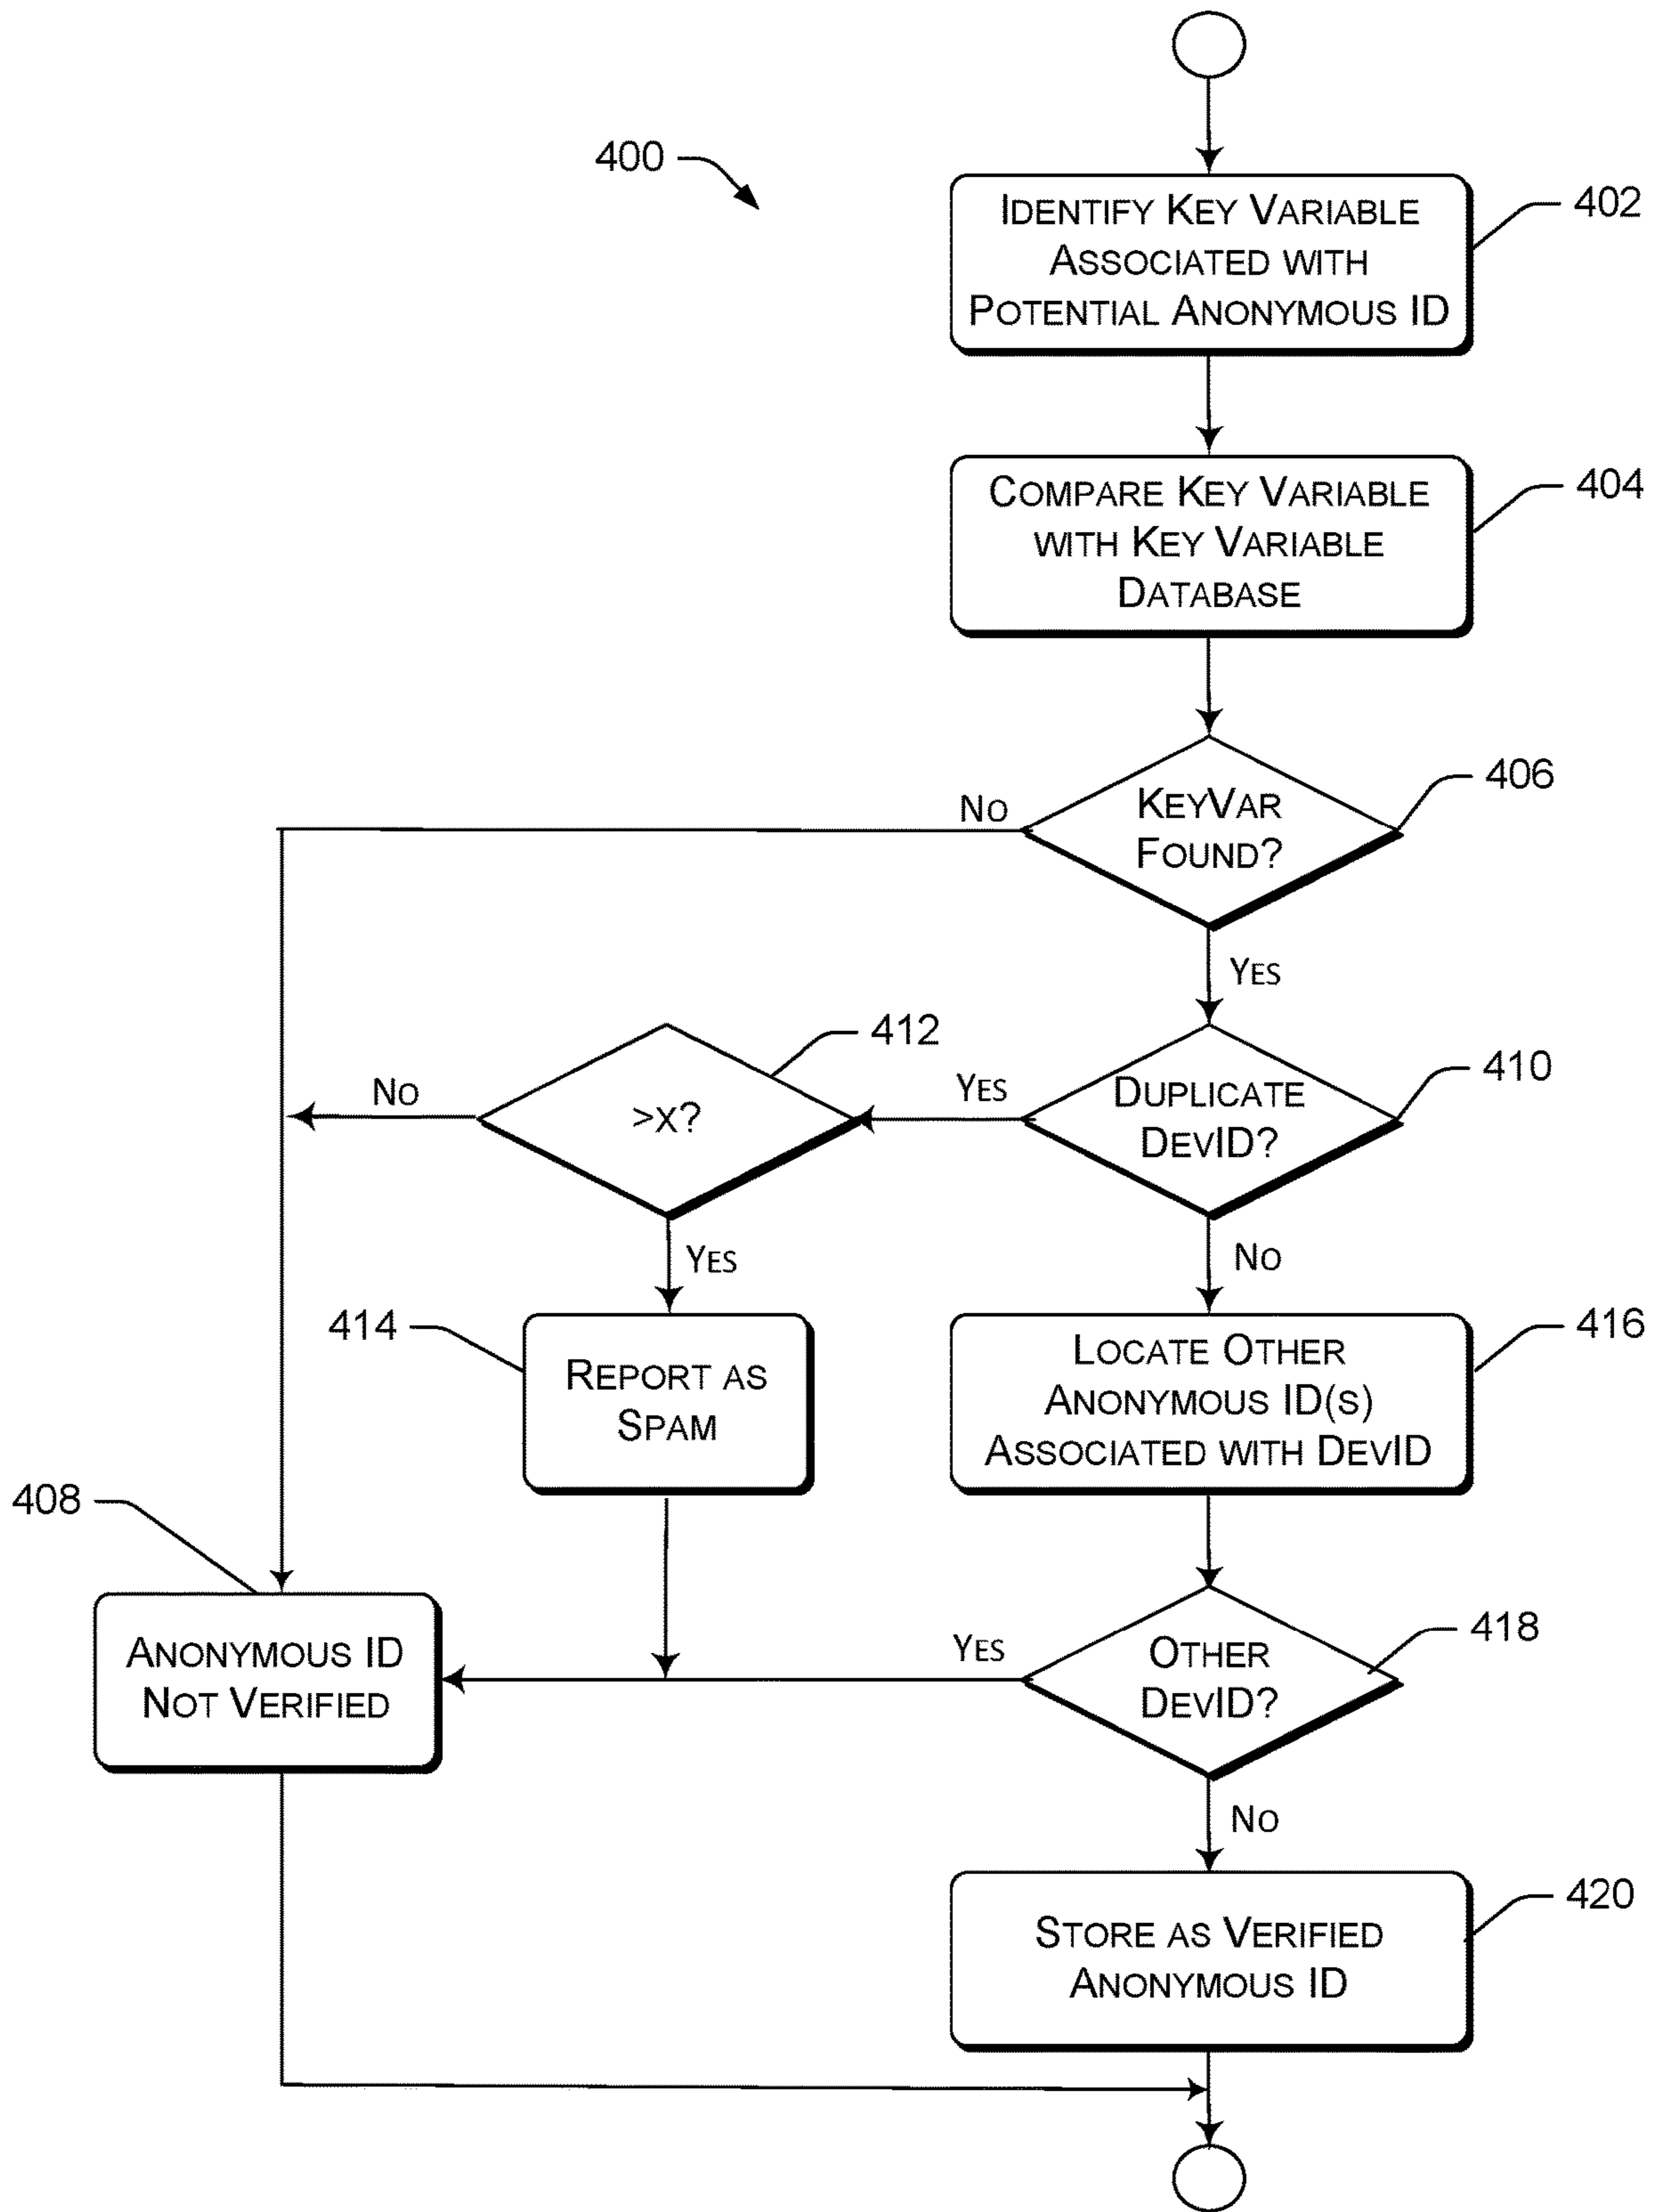 400
IDENTIFY KEY VARIABLE
ASSOCIATED WITH
POTENTIAL ANONYMOUS ID
402
COMPARE KEY VARIABLE
WITH KEY VARIABLE
DATABASE
404
KEYVAR
FOUND?
406
NO
YES
DUPLICATE
DEVID?
410
YES
>X?
412
NO
YES
NO
REPORT AS
SPAM
414
LOCATE OTHER
ANONYMOUS ID(S)
ASSOCIATED WITH DEVID
416
408
ANONYMOUS ID
NOT VERIFIED
YES
OTHER
DEVID?
418
NO
STORE AS VERIFIED
ANONYMOUS ID
420